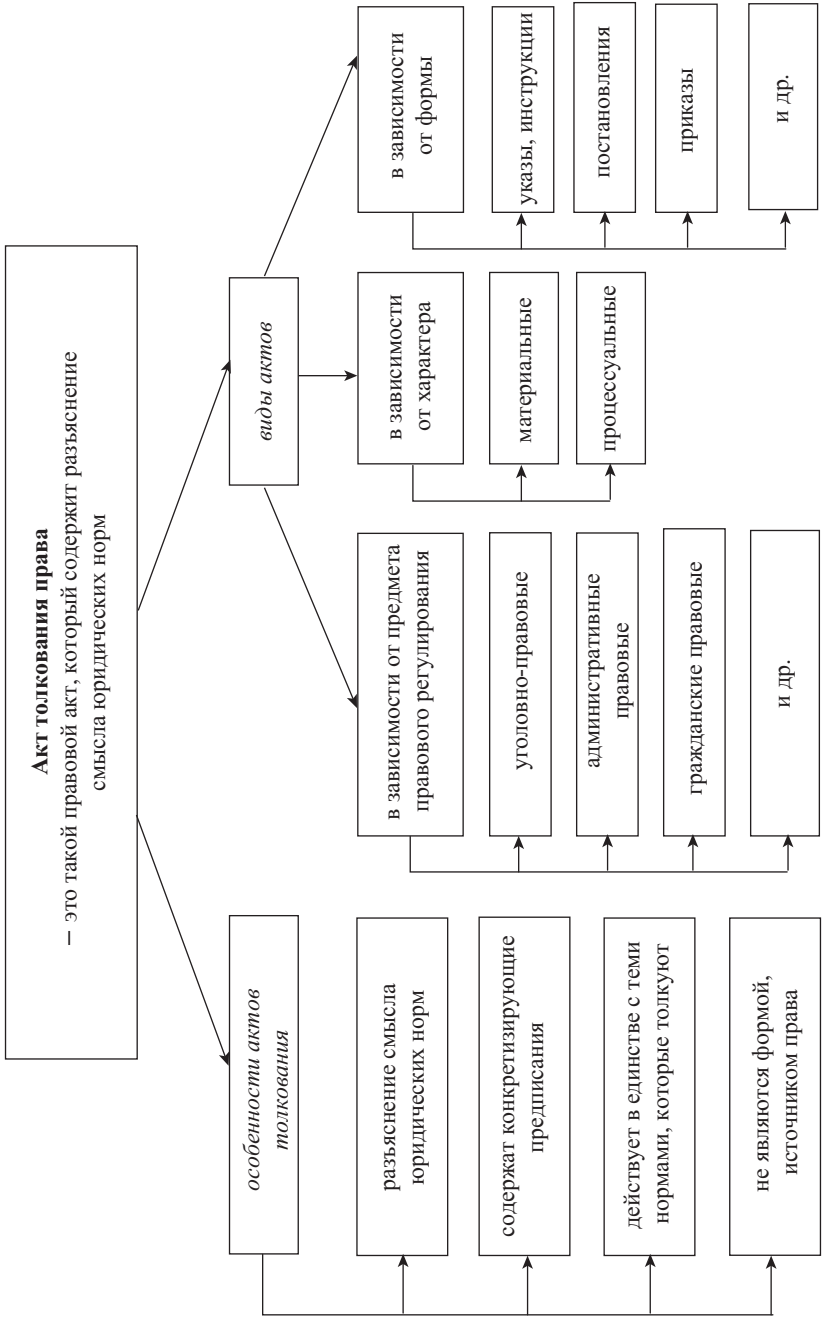 Акт толкования права
– это такой правовой акт, который содержит разъяснение
смысла юридических норм
особенности актов
толкования
разъяснение смысла
юридических норм
содержат конкретизирующие
предписания
действует в единстве с теми
нормами, которые толкуют
не являются формой,
источником права
виды актов
в зависимости от предмета
правового регулирования
уголовно-правовые
административные
правовые
гражданские правовые
и др.
в зависимости
от характера
материальные
процессуальные
в зависимости
от формы
указы, инструкции
постановления
приказы
и др.